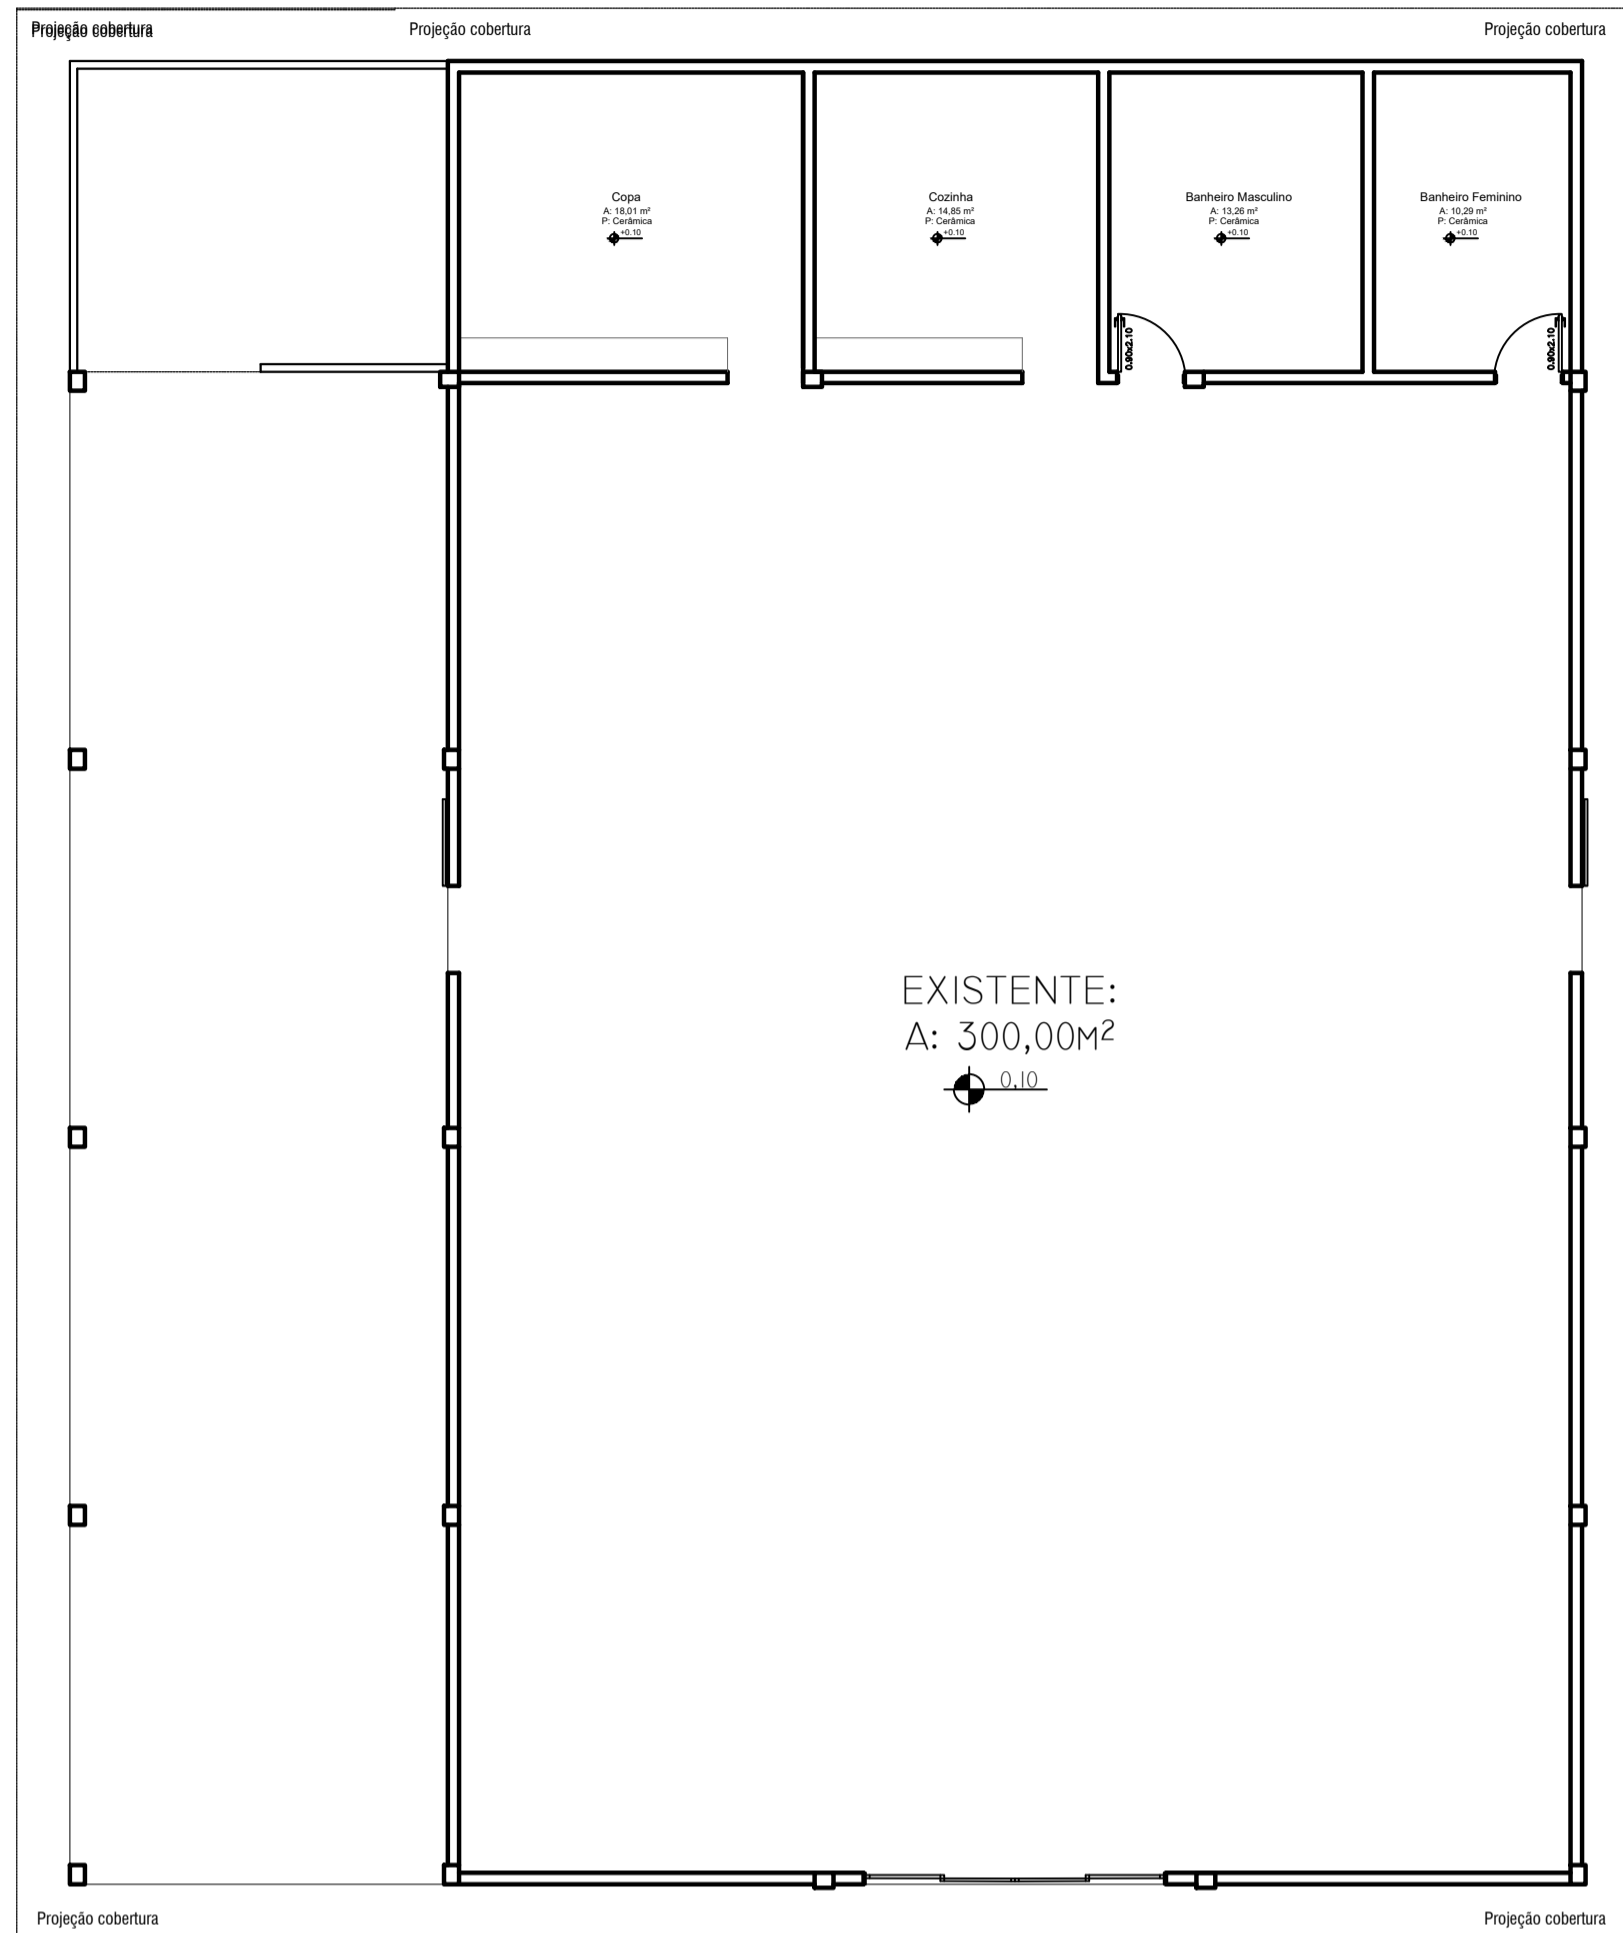 Projeção cobertura
Projeção cobertura
Projeção cobertura
Projeção cobertura
Copa
A: 18,01 m²
P: Cerâmica
+0.10
Cozinha
A: 14,85 m²
P: Cerâmica
+0.10
Banheiro Masculino
A: 13,26 m²
P: Cerâmica
+0.10
Banheiro Feminino
A: 10,29 m²
P: Cerâmica
+0.10
0.90x2.10
0.90x2.10
EXISTENTE:
A: 300,00M²
0,10
Projeção cobertura
Projeção cobertura